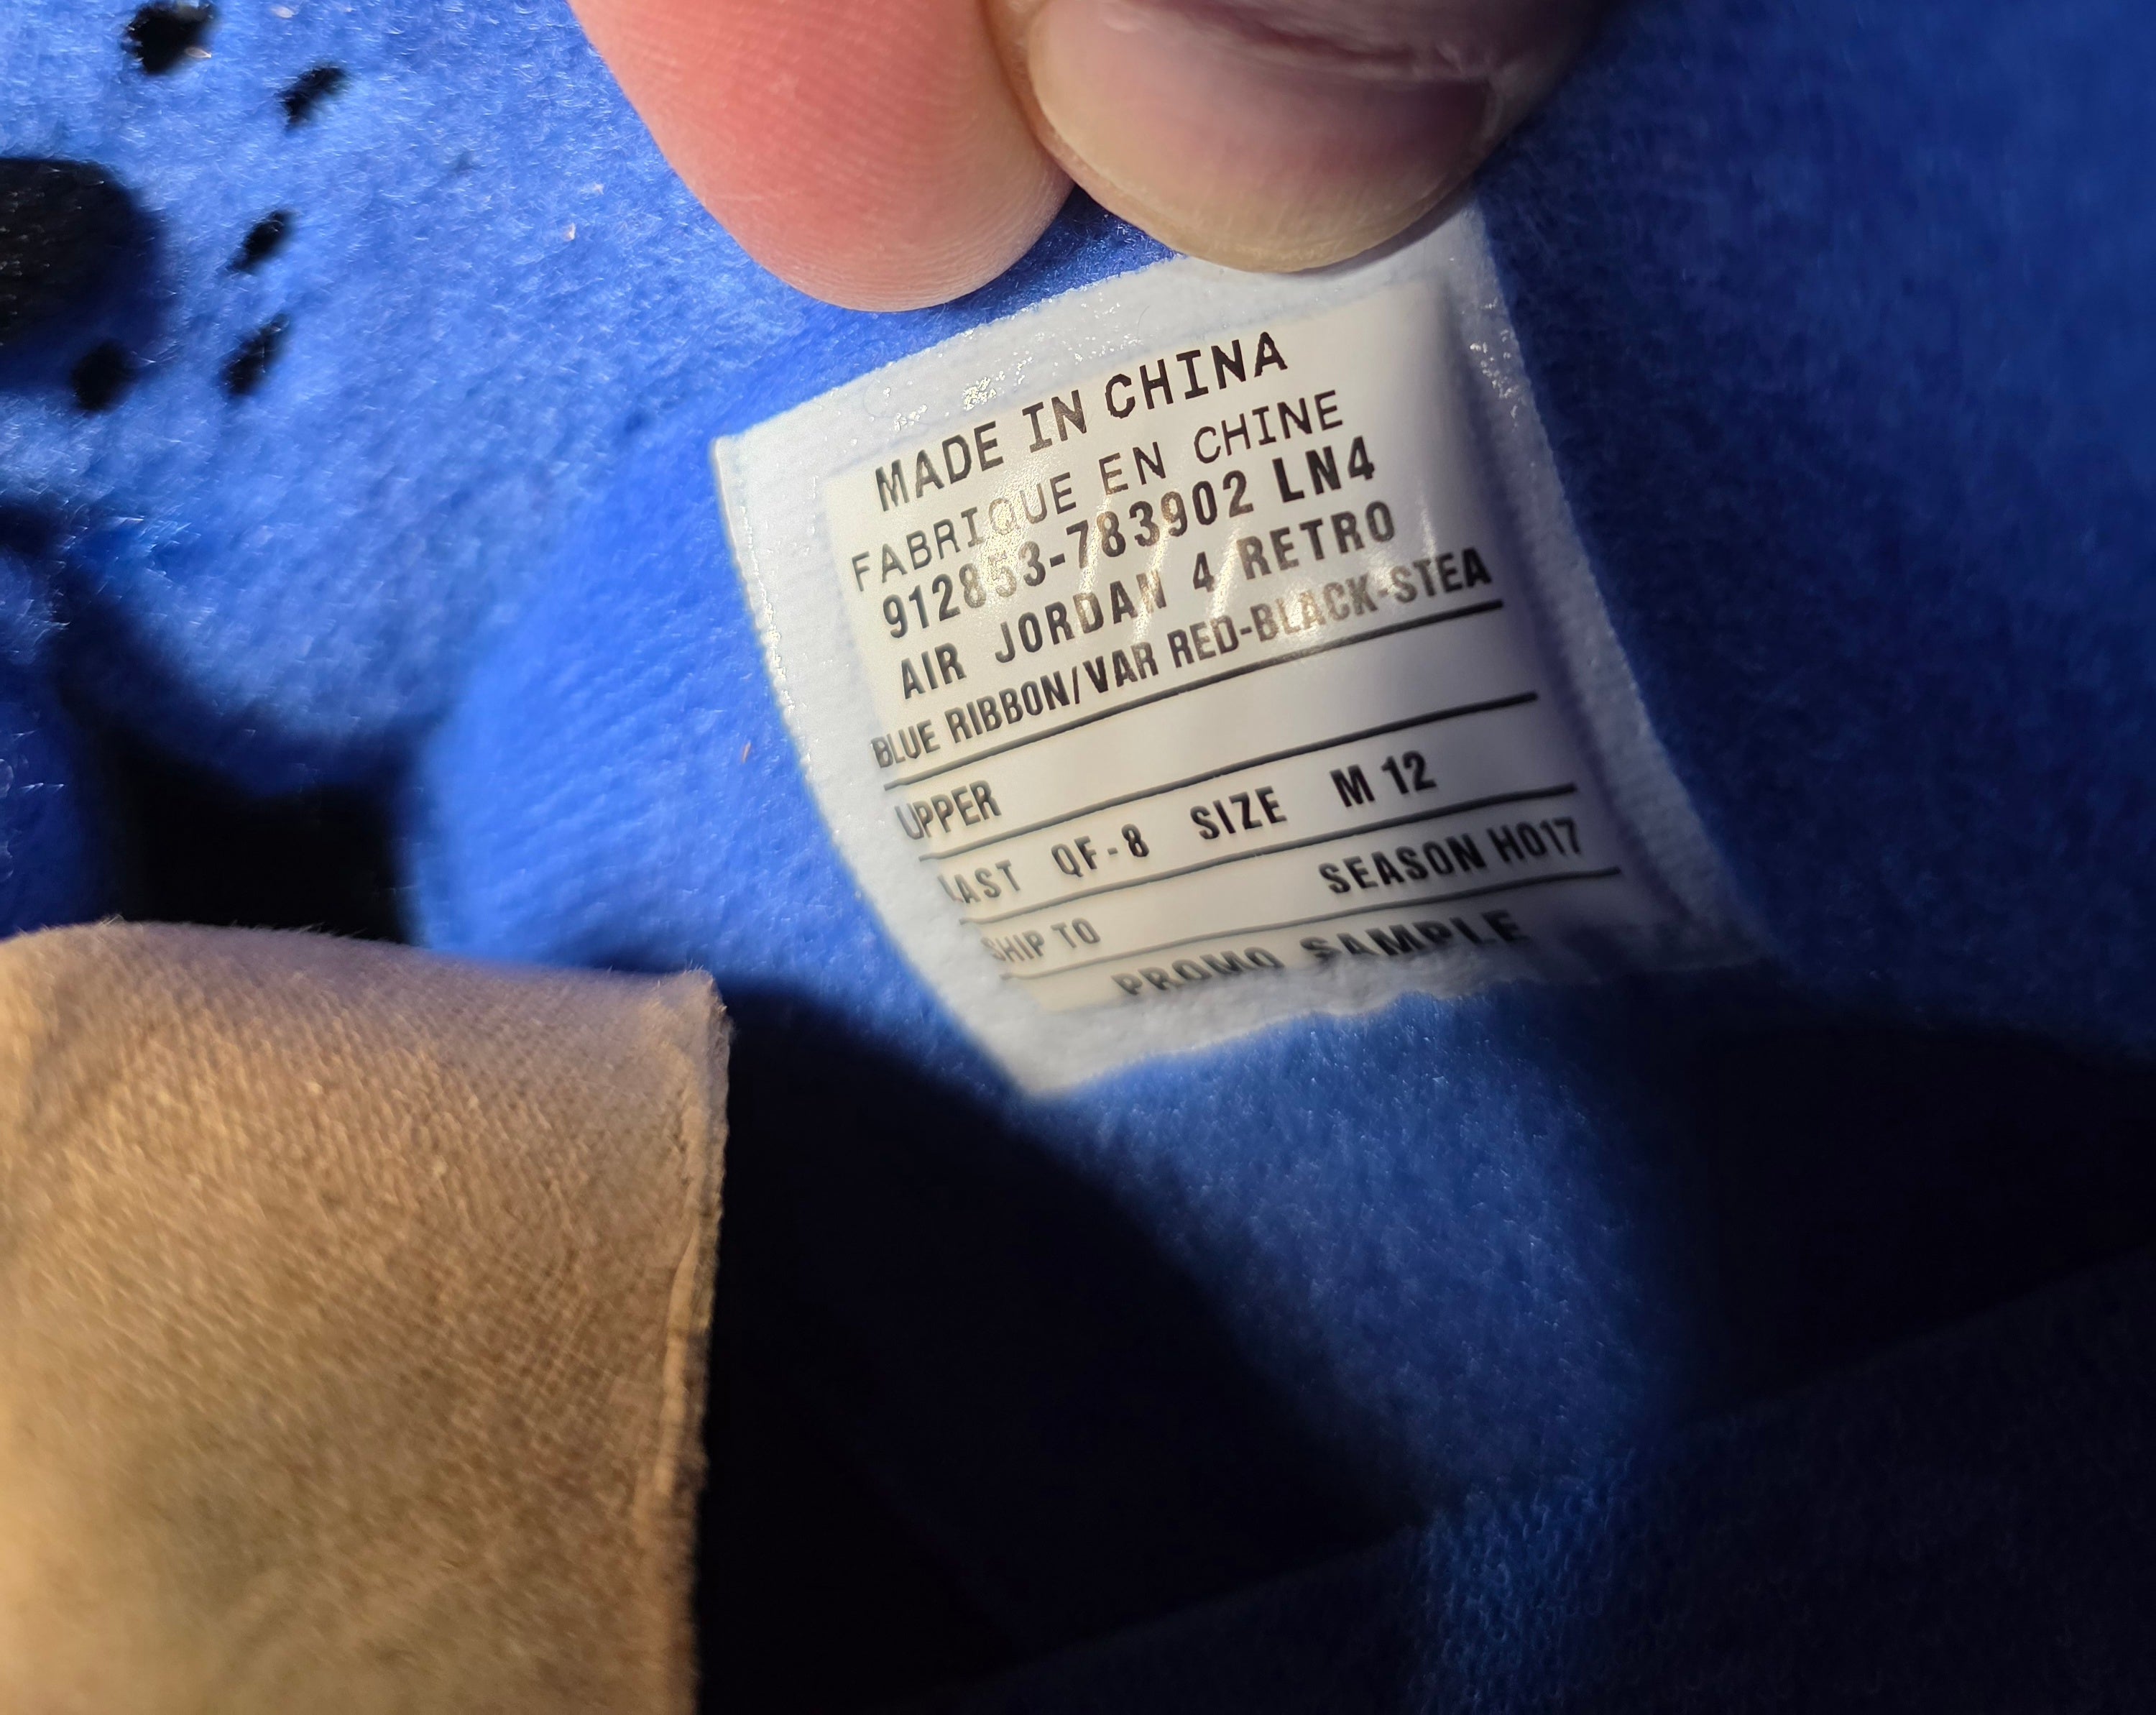 MADE IN CHINA
FABRIQUE EN CHINE
912853-783902 LN4
AIR JORDAN 4 RETRO
BLUE RIBBON/VAR RED-BLACK-STEA
UPPER
LAST QF-8 SIZE M 12
SEASON HO17
SHIP TO
PROMO SAMPLE